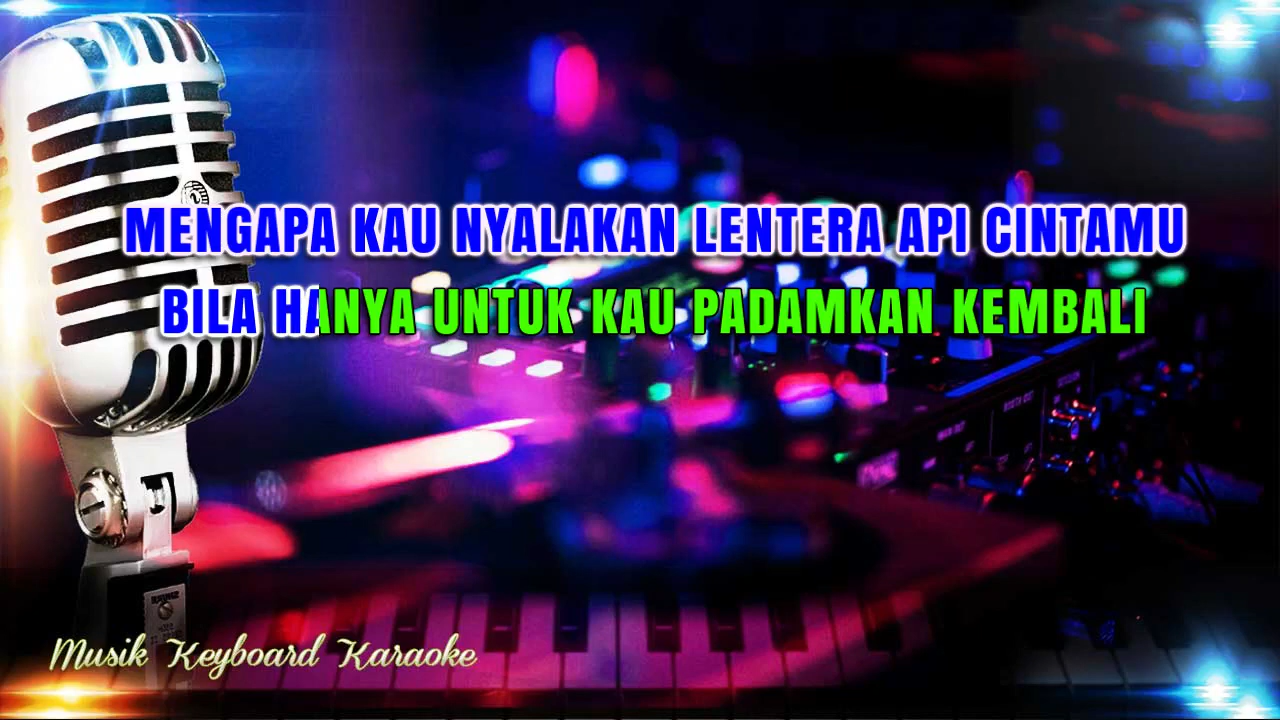 MENGAPA KAU NYALAKAN LENTERA API CINTAMU
BILA HANYA UNTUK KAU PADAMKAN KEMBALI
Musik Keyboard Karaoke